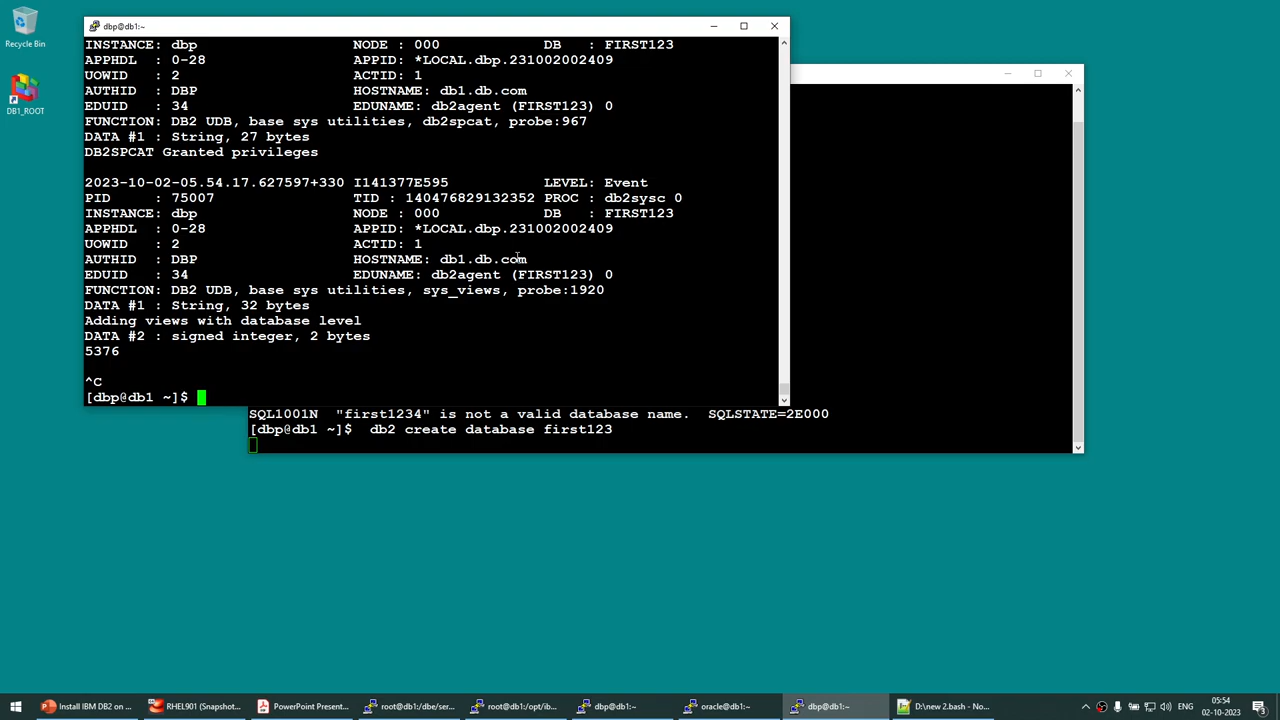 Recycle Bin
DB1_ROOT
dbp@db1:~
INSTANCE: dbp NODE : 000 DB : FIRST123
APPHDL : 0-28 APPID: *LOCAL.dbp.231002002409
UOWID : 2 ACTID: 1
AUTHID : DBP HOSTNAME: db1.db.com
EDUID : 34 EDUNAME: db2agent (FIRST123) 0
FUNCTION: DB2 UDB, base sys utilities, db2spcat, probe:967
DATA #1 : String, 27 bytes
DB2SPCAT Granted privileges
2023-10-02-05.54.17.627597+330 I141377E595 LEVEL: Event
PID : 75007 TID : 140476829132352 PROC : db2sysc 0
INSTANCE: dbp NODE : 000 DB : FIRST123
APPHDL : 0-28 APPID: *LOCAL.dbp.231002002409
UOWID : 2 ACTID: 1
AUTHID : DBP HOSTNAME: db1.db.com
EDUID : 34 EDUNAME: db2agent (FIRST123) 0
FUNCTION: DB2 UDB, base sys utilities, sys_views, probe:1920
DATA #1 : String, 32 bytes
Adding views with database level
DATA #2 : signed integer, 2 bytes
5376
^C
[dbp@db1 ~]$
SQL1001N "first1234" is not a valid database name. SQLSTATE=2E000
[dbp@db1 ~]$ db2 create database first123
Install IBM DB2 on ...
RHEL901 (Snapshot...
PowerPoint Present...
root@db1:/dbe/ser...
root@db1:/opt/ib...
dbp@db1:~
oracle@db1:~
dbp@db1:~
D:\new 2.bash - No...
ENG
05:54
02-10-2023
3